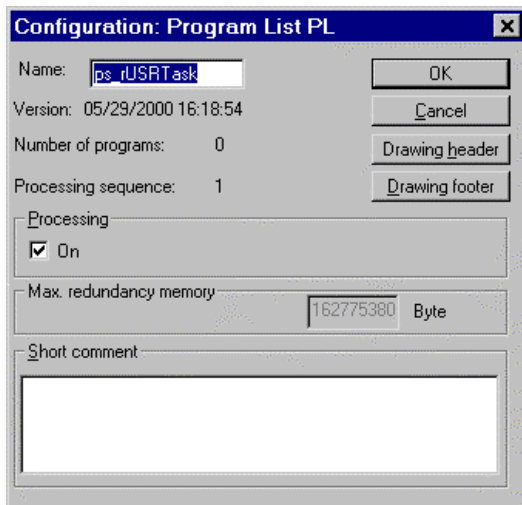 Configuration: Program List PL
Name: ps_rUSRTask
OK
Version: 05/29/2000 16:18:54
Cancel
Number of programs: 0
Drawing header
Processing sequence: 1
Drawing footer
Processing
On
Max. redundancy memory
162775380 Byte
Short comment